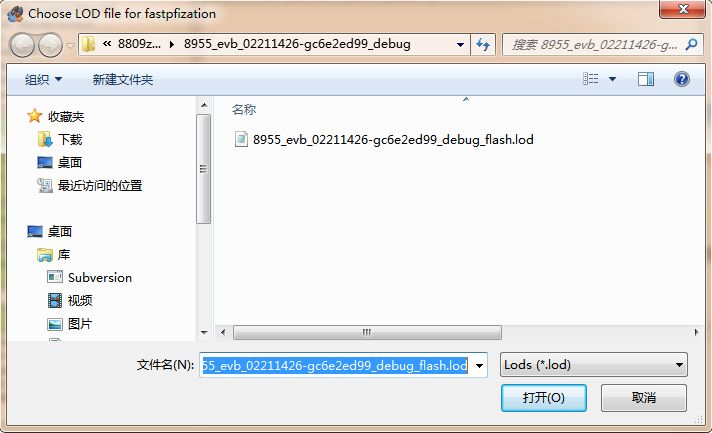 Choose LOD file for fastpfization
« 8809z... ▸ 8955_evb_02211426-gc6e2ed99_debug
搜索 8955_evb_02211426-g...
组织 新建文件夹
收藏夹
下载
桌面
最近访问的位置
桌面
库
Subversion
视频
图片
名称
8955_evb_02211426-gc6e2ed99_debug_flash.lod
文件名(N): 55_evb_02211426-gc6e2ed99_debug_flash.lod
Lods (*.lod)
打开(O) 取消